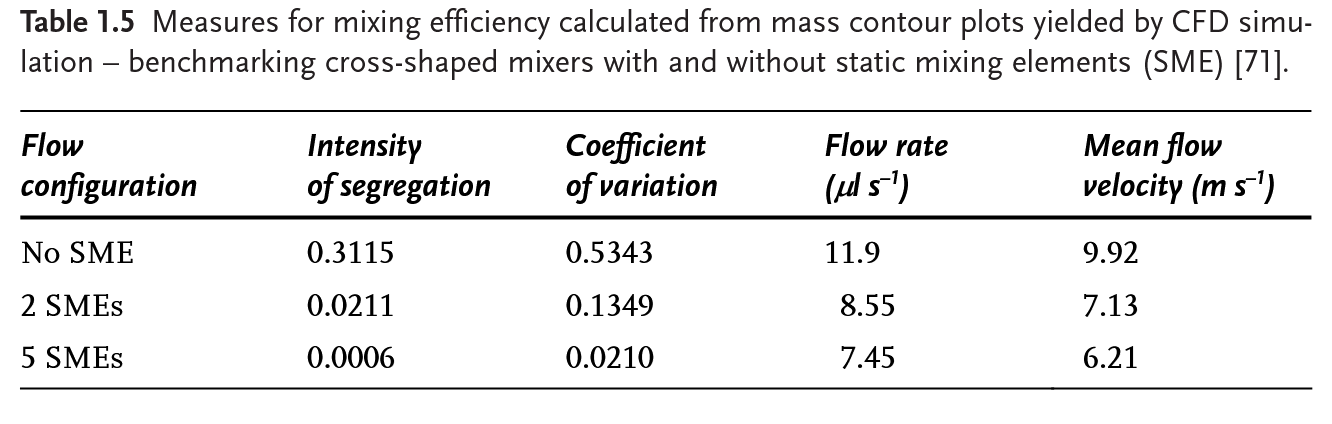 Table 1.5 Measures for mixing efficiency calculated from mass contour plots yielded by CFD simu-
lation – benchmarking cross-shaped mixers with and without static mixing elements (SME) [71].
Flow configuration Intensity of segregation Coefficient of variation Flow rate (μl s⁻¹) Mean flow velocity (m s⁻¹)
No SME 0.3115 0.5343 11.9 9.92
2 SMEs 0.0211 0.1349 8.55 7.13
5 SMEs 0.0006 0.0210 7.45 6.21